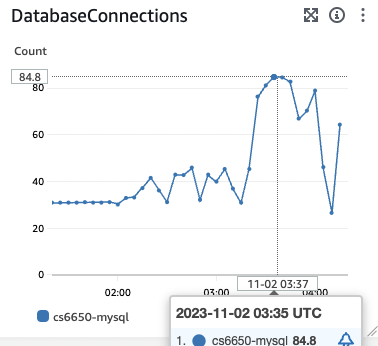 DatabaseConnections
Count
84.8
80
60
40
20
0
02:00
03:00
04:00
11-02 03:37
cs6650-mysql
2023-11-02 03:35 UTC
1. cs6650-mysql 84.8